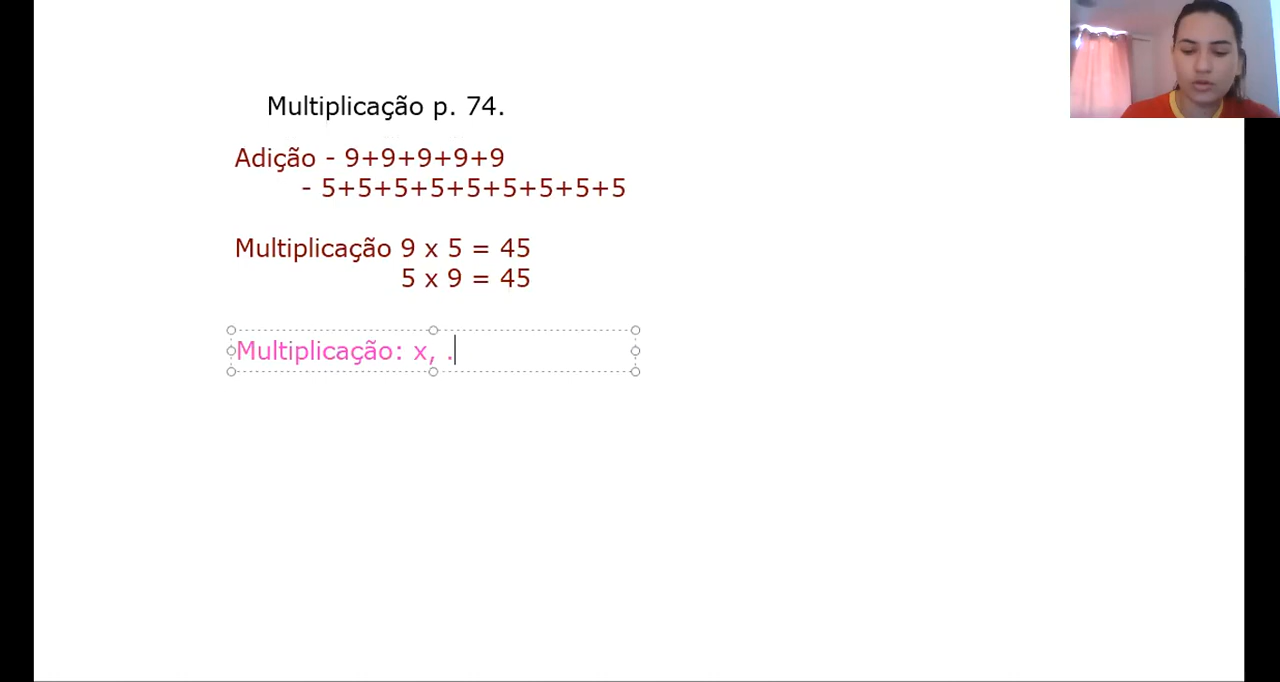 Multiplicação p. 74.
Adição - 9+9+9+9+9
- 5+5+5+5+5+5+5+5+5
Multiplicação 9 x 5 = 45
5 x 9 = 45
Multiplicação: x, .